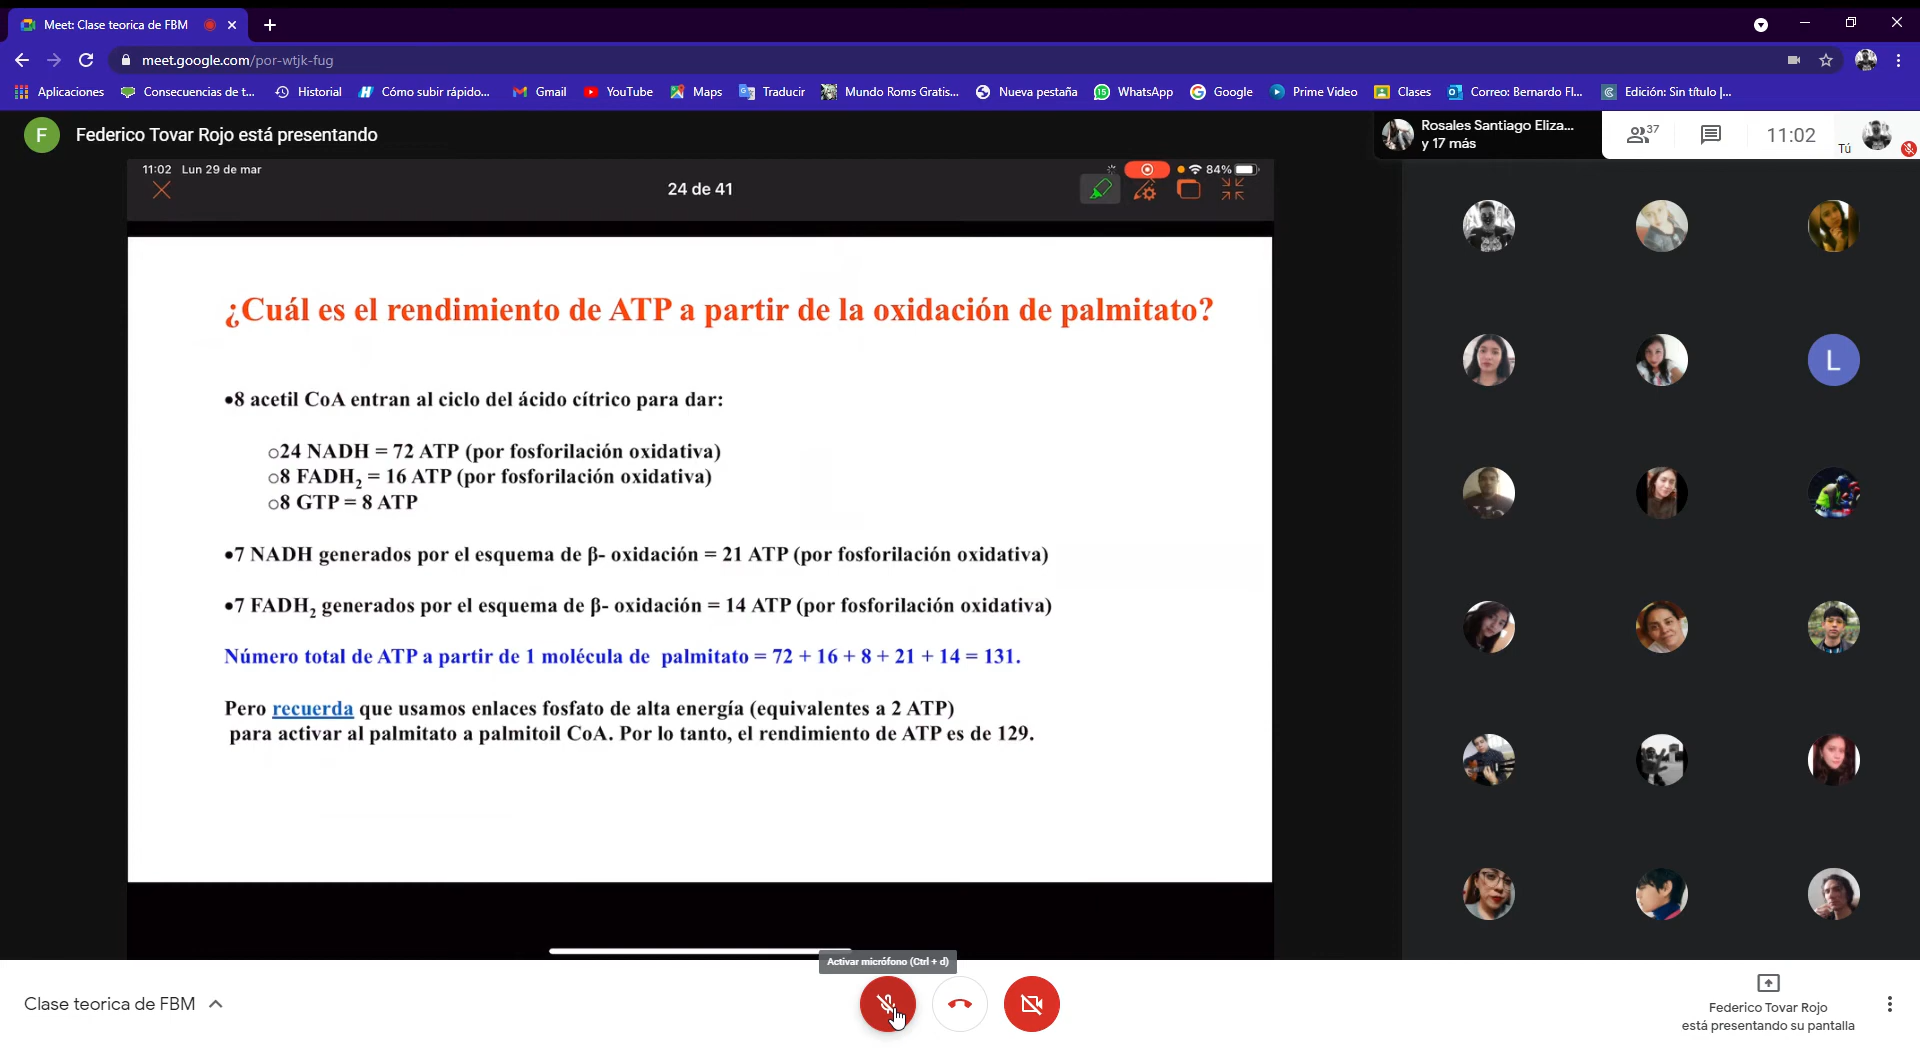 Meet: Clase teorica de FBM
meet.google.com/por-wtjk-fug
Aplicaciones
Consecuencias de t...
Historial
Cómo subir rápido...
Gmail
YouTube
Maps
Traducir
Mundo Roms Gratis...
Nueva pestaña
15
WhatsApp
Google
Prime Video
Clases
Correo: Bernardo Fl...
Edición: Sin título |...
F
Federico Tovar Rojo está presentando
Rosales Santiago Eliza...
y 17 más
37
11:02
Tú
11:02 Lun 29 de mar
84%
24 de 41
¿Cuál es el rendimiento de ATP a partir de la oxidación de palmitato?
•8 acetil CoA entran al ciclo del ácido cítrico para dar:
○24 NADH = 72 ATP (por fosforilación oxidativa)
○8 FADH₂ = 16 ATP (por fosforilación oxidativa)
○8 GTP = 8 ATP
•7 NADH generados por el esquema de β- oxidación = 21 ATP (por fosforilación oxidativa)
•7 FADH₂ generados por el esquema de β- oxidación = 14 ATP (por fosforilación oxidativa)
Número total de ATP a partir de 1 molécula de palmitato = 72 + 16 + 8 + 21 + 14 = 131.
Pero recuerda que usamos enlaces fosfato de alta energía (equivalentes a 2 ATP)
para activar al palmitato a palmitoil CoA. Por lo tanto, el rendimiento de ATP es de 129.
L
Activar micrófono (Ctrl + d)
Clase teorica de FBM
Federico Tovar Rojo
está presentando su pantalla